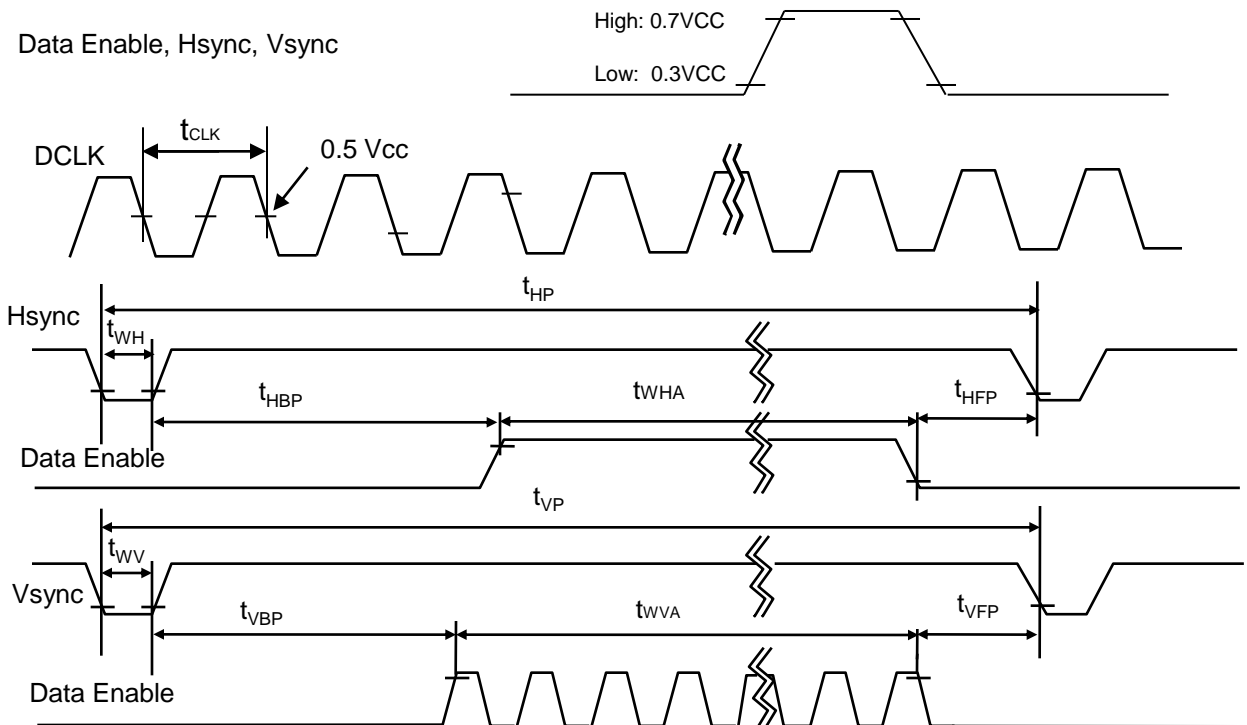 High: 0.7VCC
Data Enable, Hsync, Vsync
Low: 0.3VCC
tCLK
DCLK
0.5 Vcc
tHP
Hsync
tWH
tHBP
tWHA
tHFP
Data Enable
tVP
tWV
Vsync
tVBP
tWVA
tVFP
Data Enable